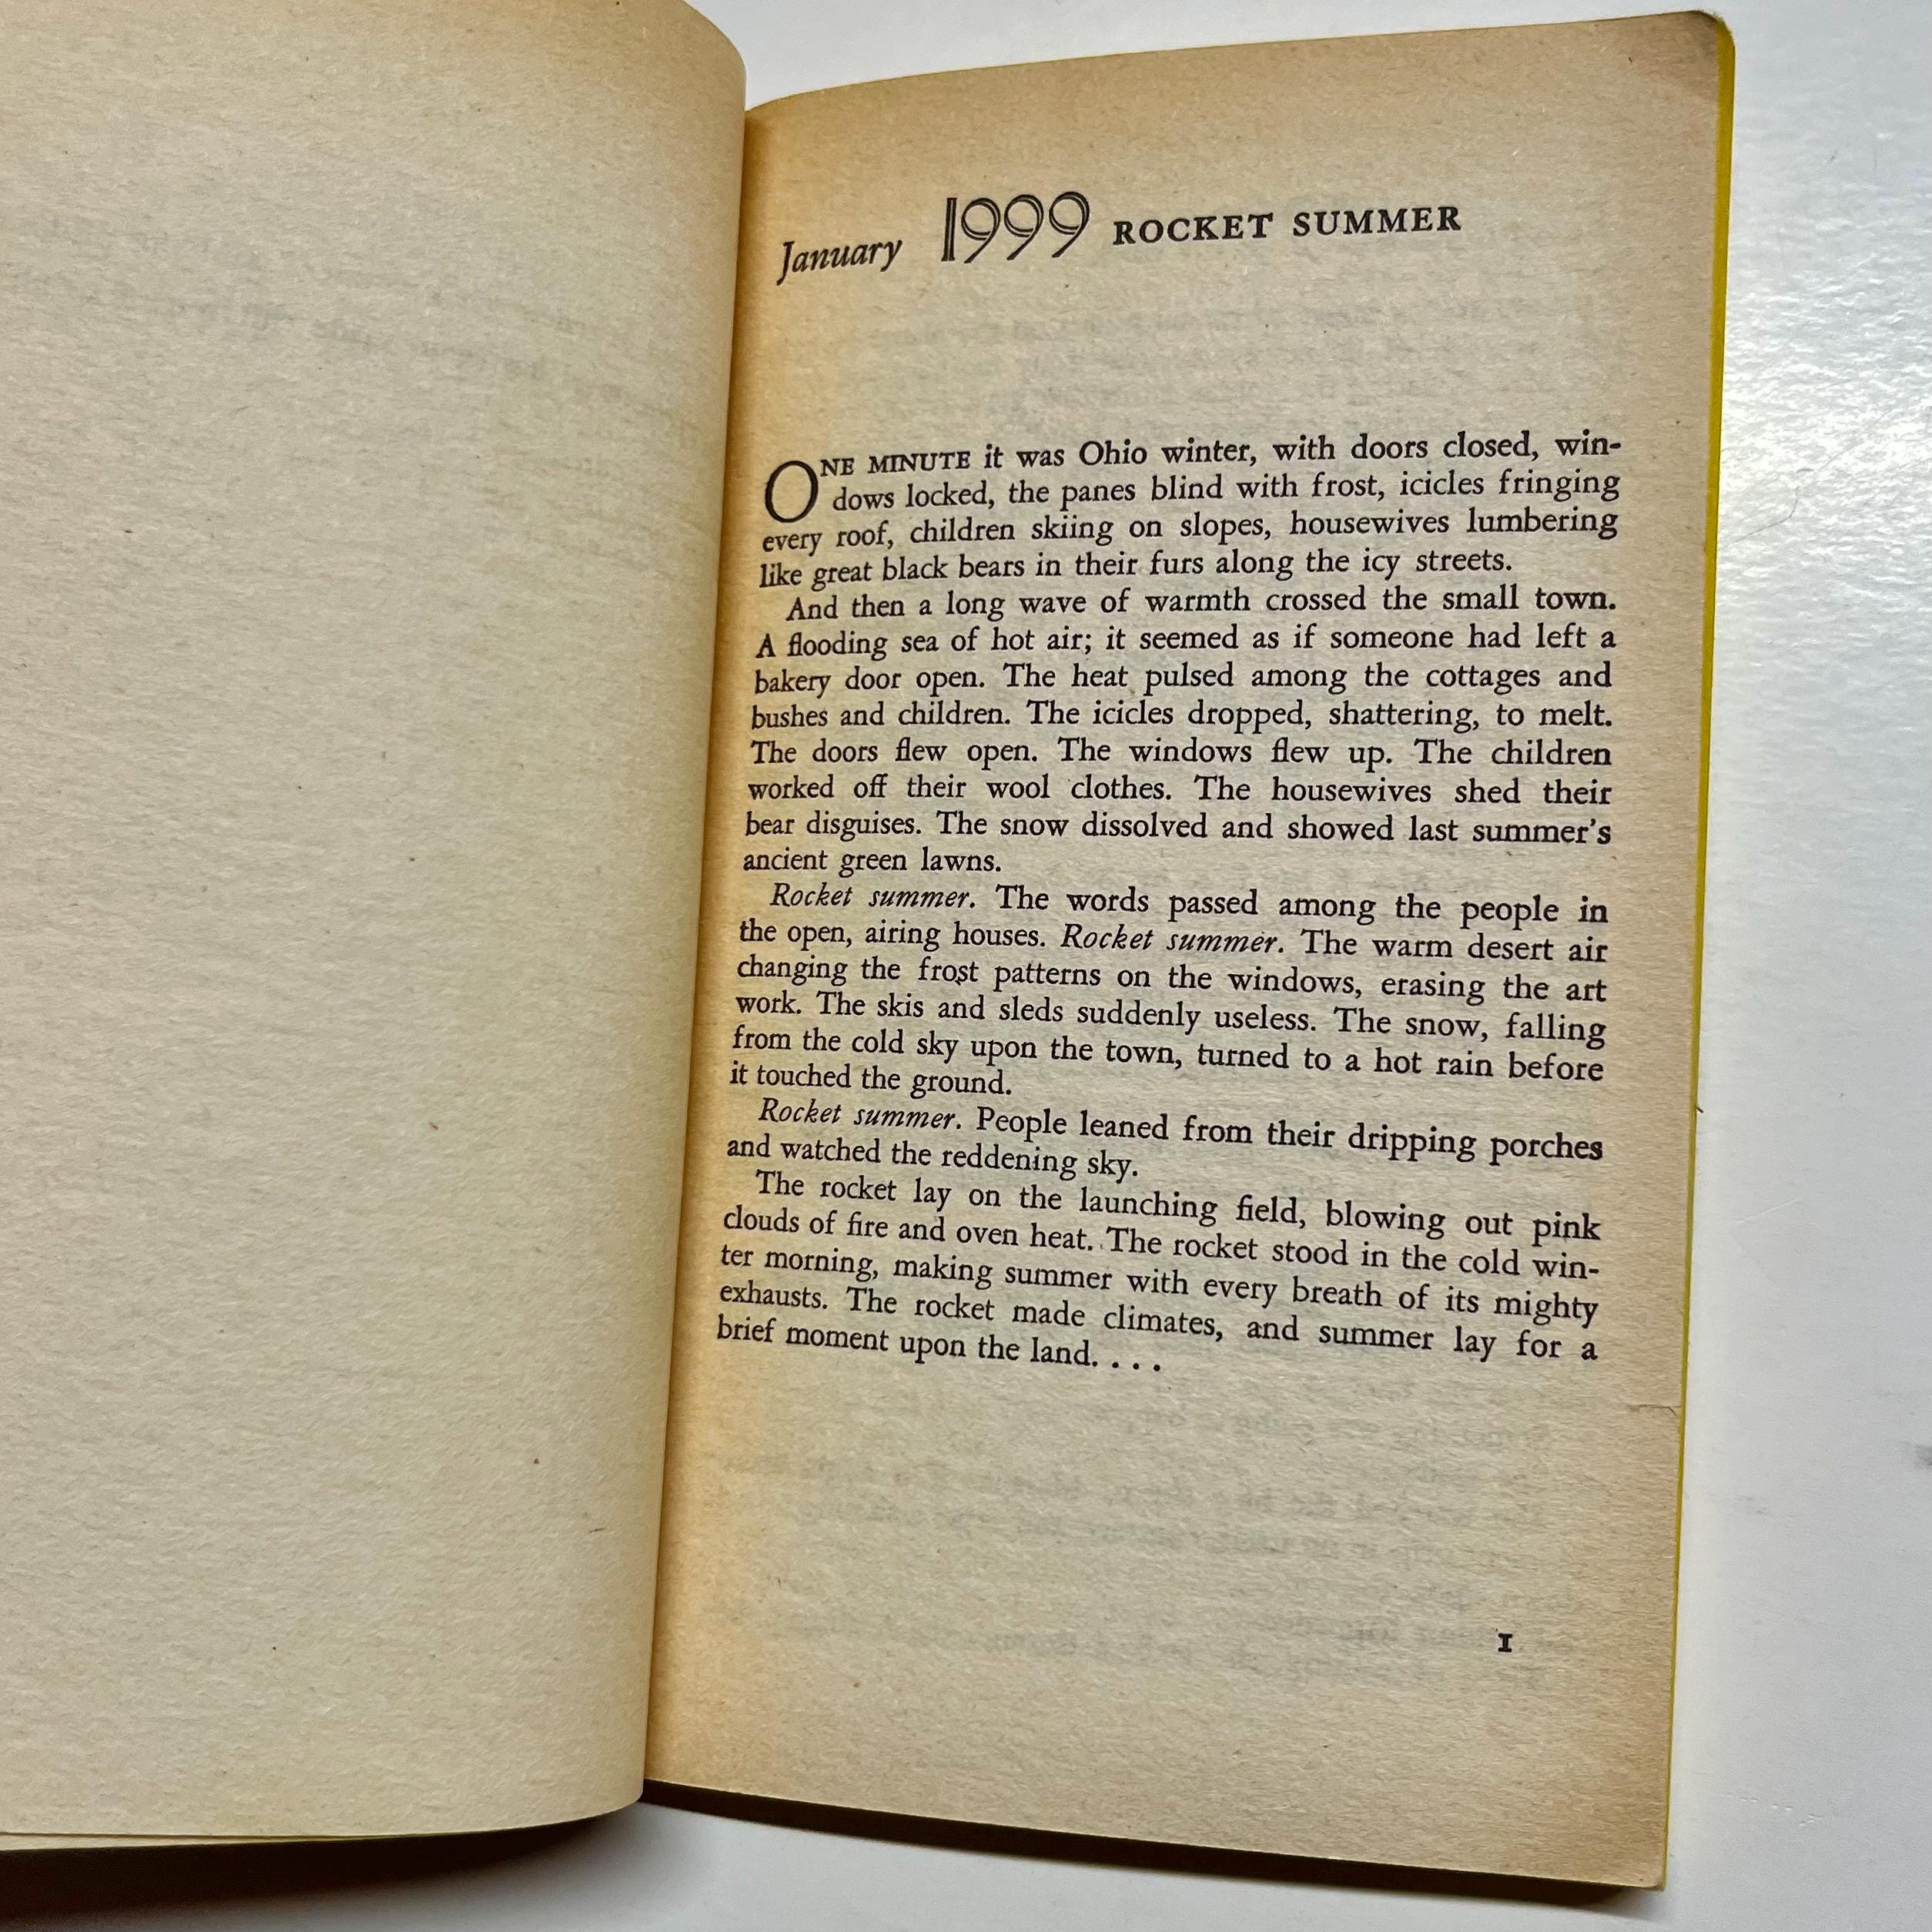 January 1999 ROCKET SUMMER
ONE MINUTE it was Ohio winter, with doors closed, win-
dows locked, the panes blind with frost, icicles fringing
every roof, children skiing on slopes, housewives lumbering
like great black bears in their furs along the icy streets.
And then a long wave of warmth crossed the small town.
A flooding sea of hot air; it seemed as if someone had left a
bakery door open. The heat pulsed among the cottages and
bushes and children. The icicles dropped, shattering, to melt.
The doors flew open. The windows flew up. The children
worked off their wool clothes. The housewives shed their
bear disguises. The snow dissolved and showed last summer's
ancient green lawns.
Rocket summer. The words passed among the people in
the open, airing houses. Rocket summer. The warm desert air
changing the frost patterns on the windows, erasing the art
work. The skis and sleds suddenly useless. The snow, falling
from the cold sky upon the town, turned to a hot rain before
it touched the ground.
Rocket summer. People leaned from their dripping porches
and watched the reddening sky.
The rocket lay on the launching field, blowing out pink
clouds of fire and oven heat. The rocket stood in the cold win-
ter morning, making summer with every breath of its mighty
exhausts. The rocket made climates, and summer lay for a
brief moment upon the land. . . .
1